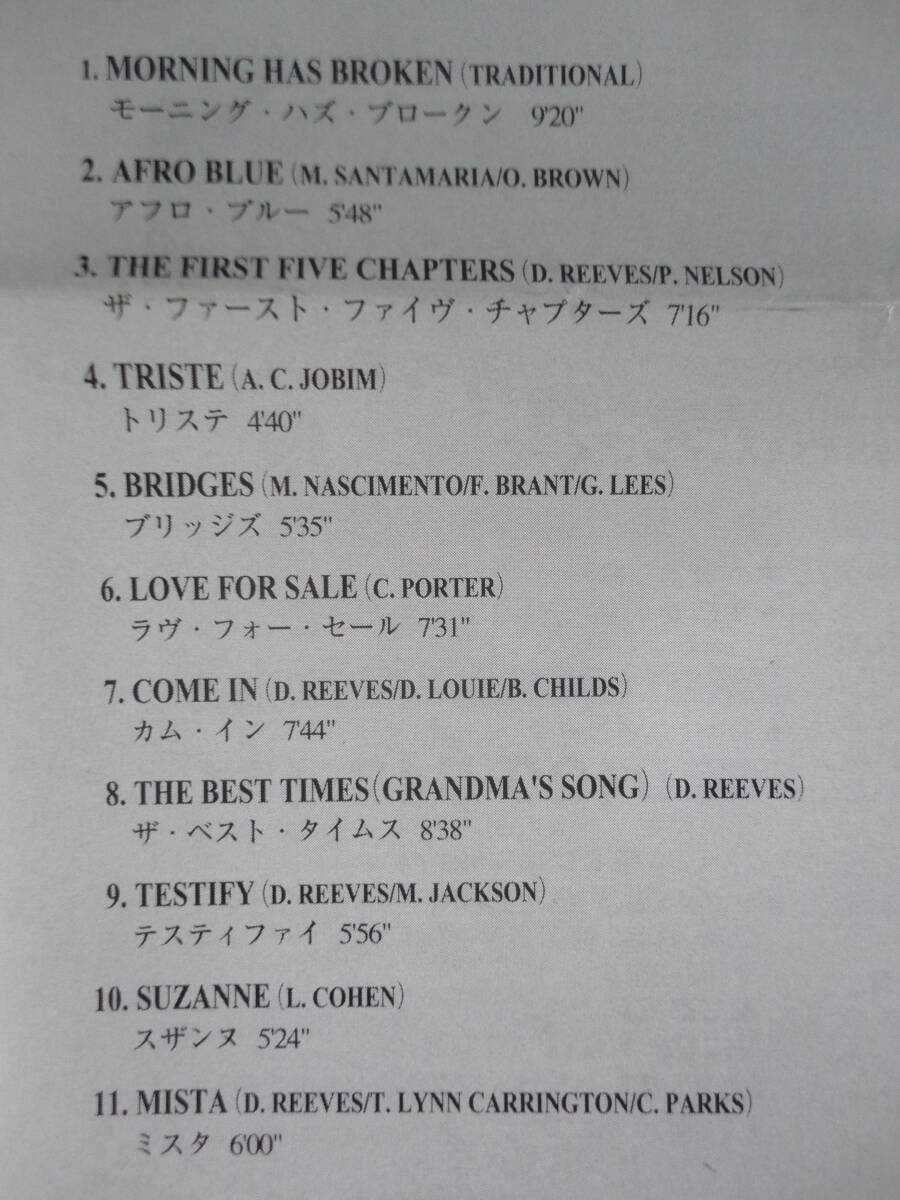 1. MORNING HAS BROKEN (TRADITIONAL)
モーニング・ハズ・ブロークン 9'20"
2. AFRO BLUE (M. SANTAMARIA/O. BROWN)
アフロ・ブルー 5'48"
3. THE FIRST FIVE CHAPTERS (D. REEVES/P. NELSON)
ザ・ファースト・ファイヴ・チャプターズ 7'16"
4. TRISTE (A. C. JOBIM)
トリステ 4'40"
5. BRIDGES (M. NASCIMENTO/F. BRANT/G. LEES)
ブリッジズ 5'35"
6. LOVE FOR SALE (C. PORTER)
ラヴ・フォー・セール 7'31"
7. COME IN (D. REEVES/D. LOUIE/B. CHILDS)
カム・イン 7'44"
8. THE BEST TIMES (GRANDMA'S SONG) (D. REEVES)
ザ・ベスト・タイムス 8'38"
9. TESTIFY (D. REEVES/M. JACKSON)
テスティファイ 5'56"
10. SUZANNE (L. COHEN)
スザンヌ 5'24"
11. MISTA (D. REEVES/T. LYNN CARRINGTON/C. PARKS)
ミスタ 6'00"